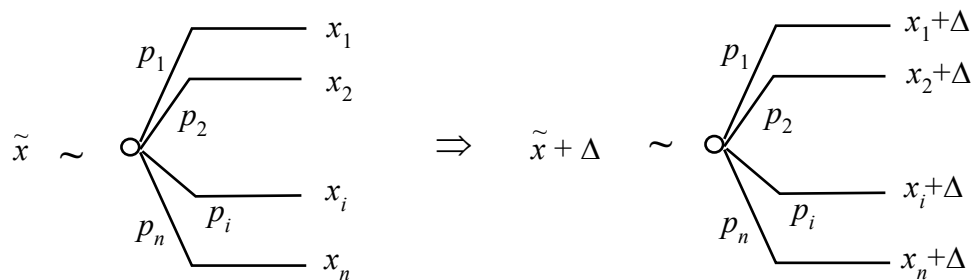 x₁ x₁+Δ
p₁ p₁
x₂ x₂+Δ
p₂ p₂
x̃ ~ ⇒ x̃ + Δ ~
xᵢ xᵢ+Δ
pᵢ pᵢ
pₙ pₙ
xₙ xₙ+Δ